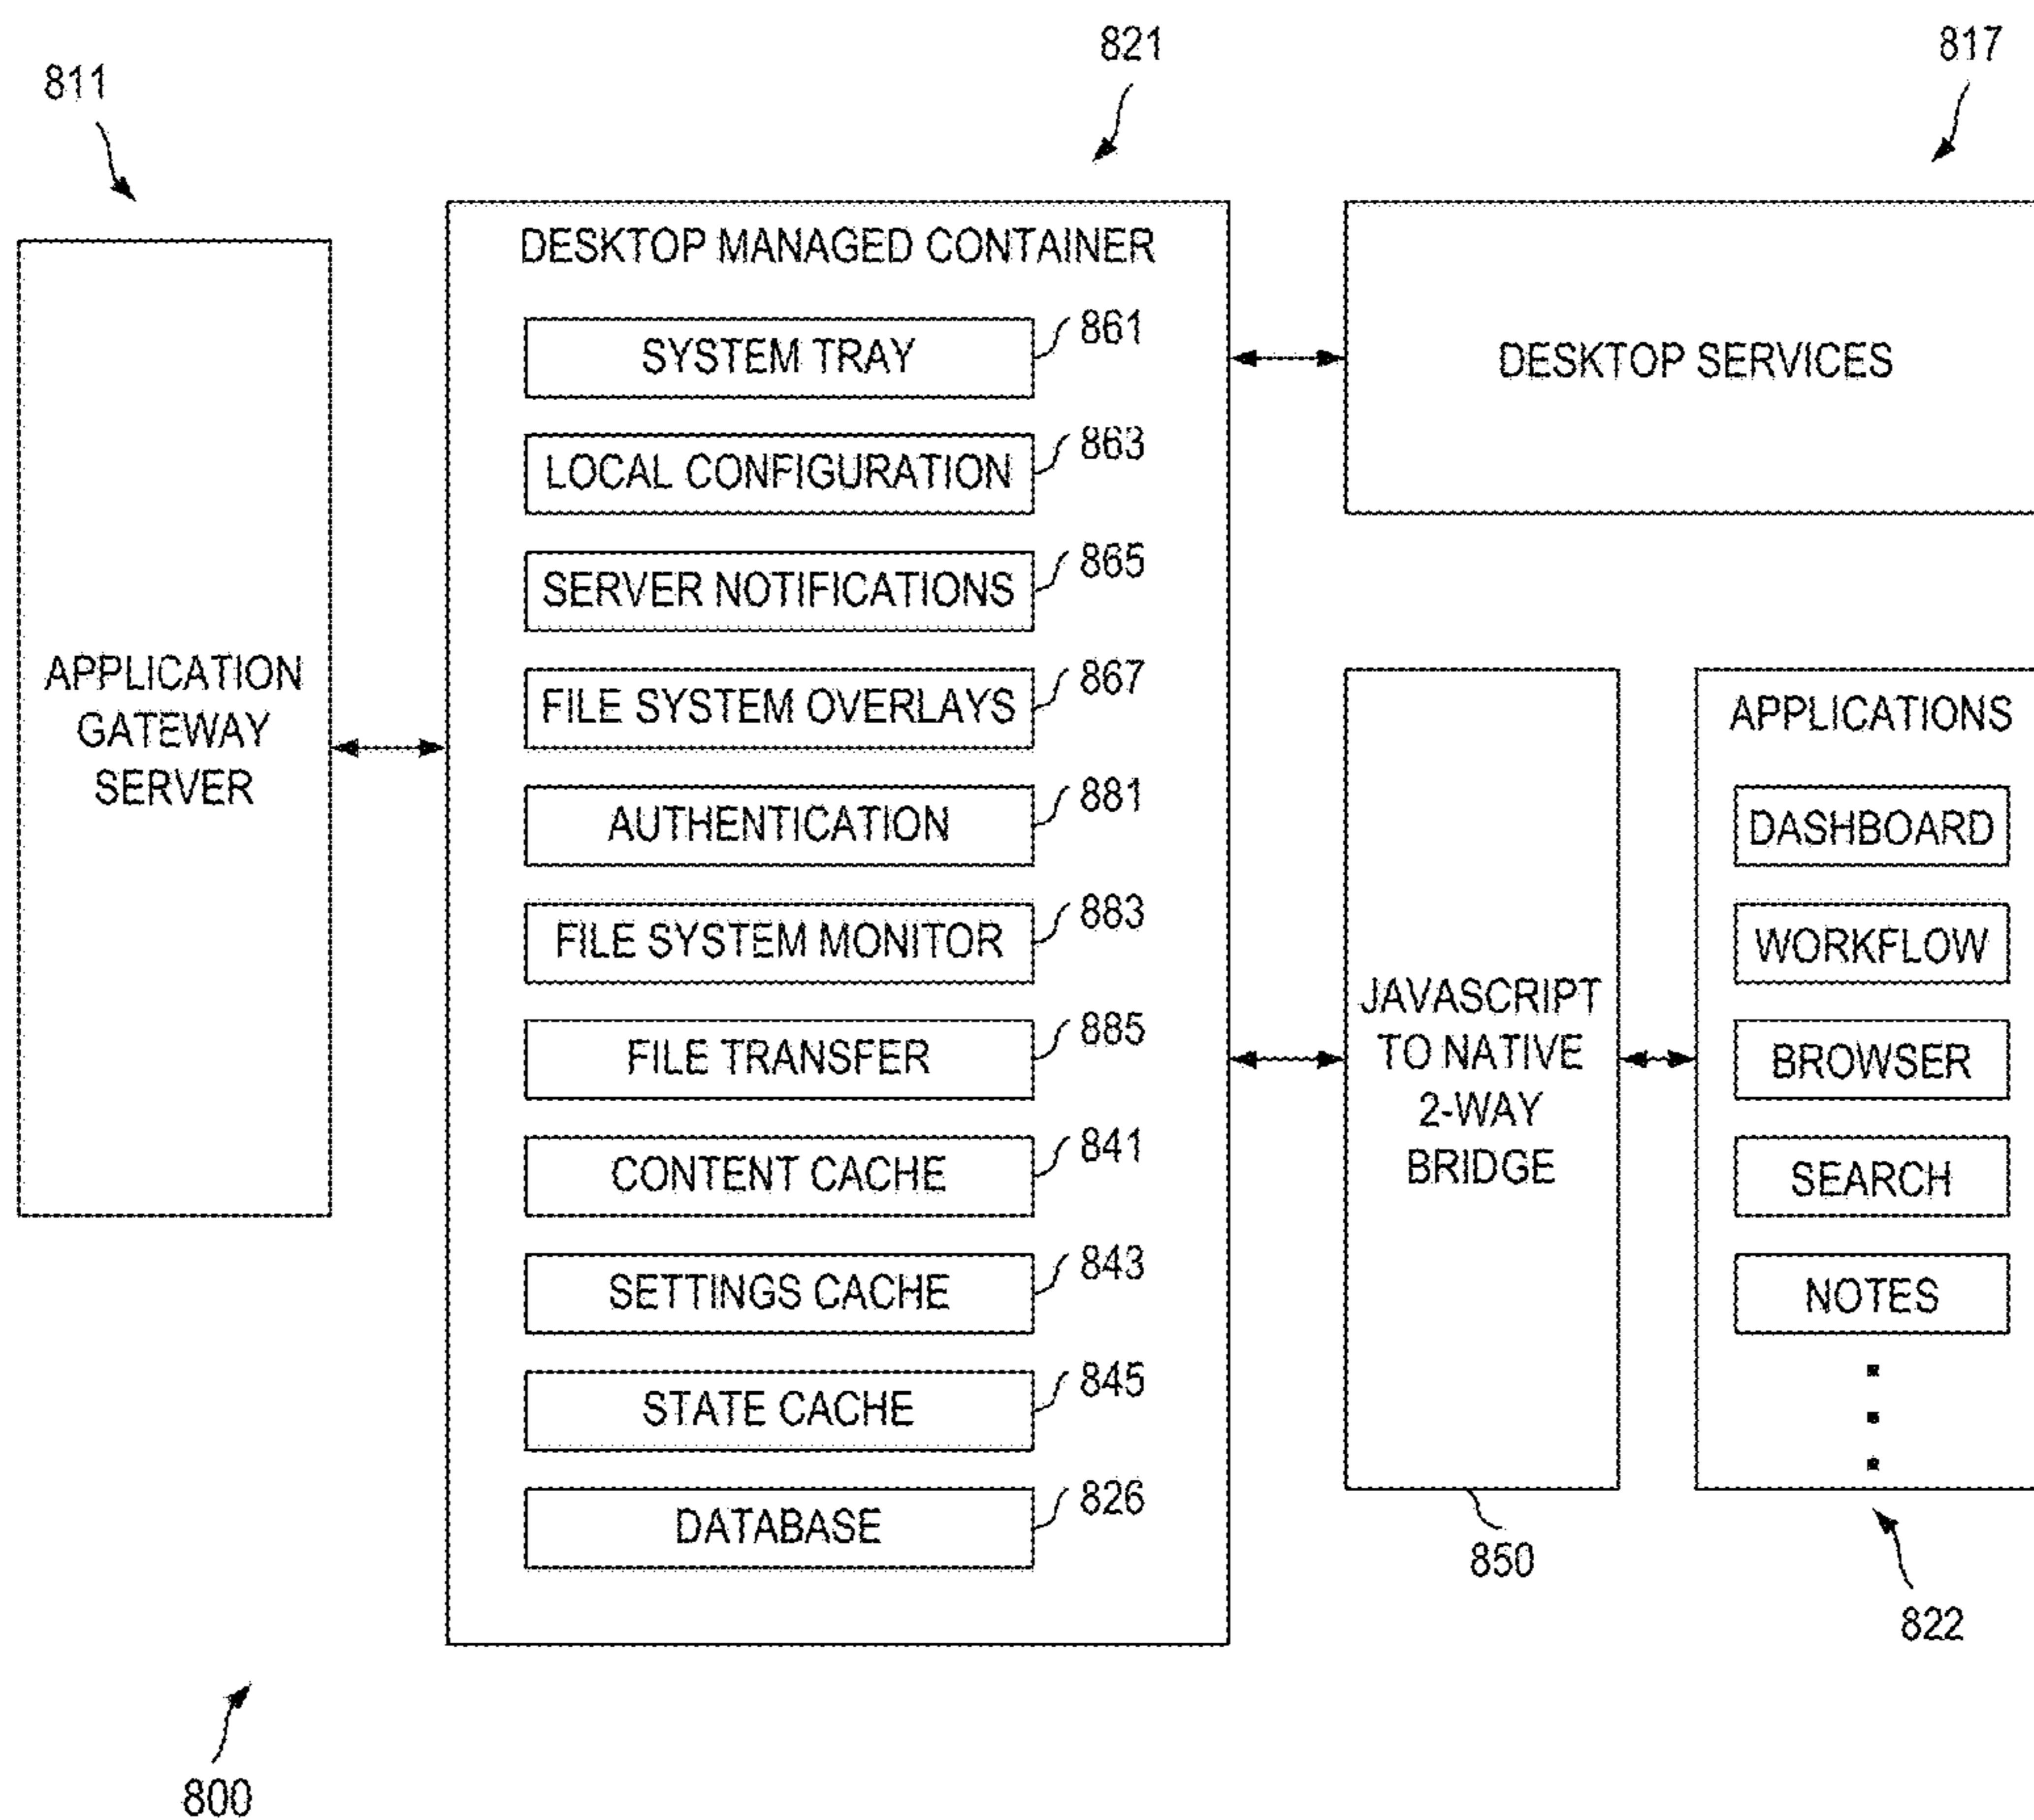 821
817
811
DESKTOP MANAGED CONTAINER
SYSTEM TRAY
861
LOCAL CONFIGURATION
863
SERVER NOTIFICATIONS
865
FILE SYSTEM OVERLAYS
867
AUTHENTICATION
881
FILE SYSTEM MONITOR
883
FILE TRANSFER
885
CONTENT CACHE
841
SETTINGS CACHE
843
STATE CACHE
845
DATABASE
826
APPLICATION
GATEWAY
SERVER
DESKTOP SERVICES
JAVASCRIPT
TO NATIVE
2-WAY
BRIDGE
850
APPLICATIONS
DASHBOARD
WORKFLOW
BROWSER
SEARCH
NOTES
822
800